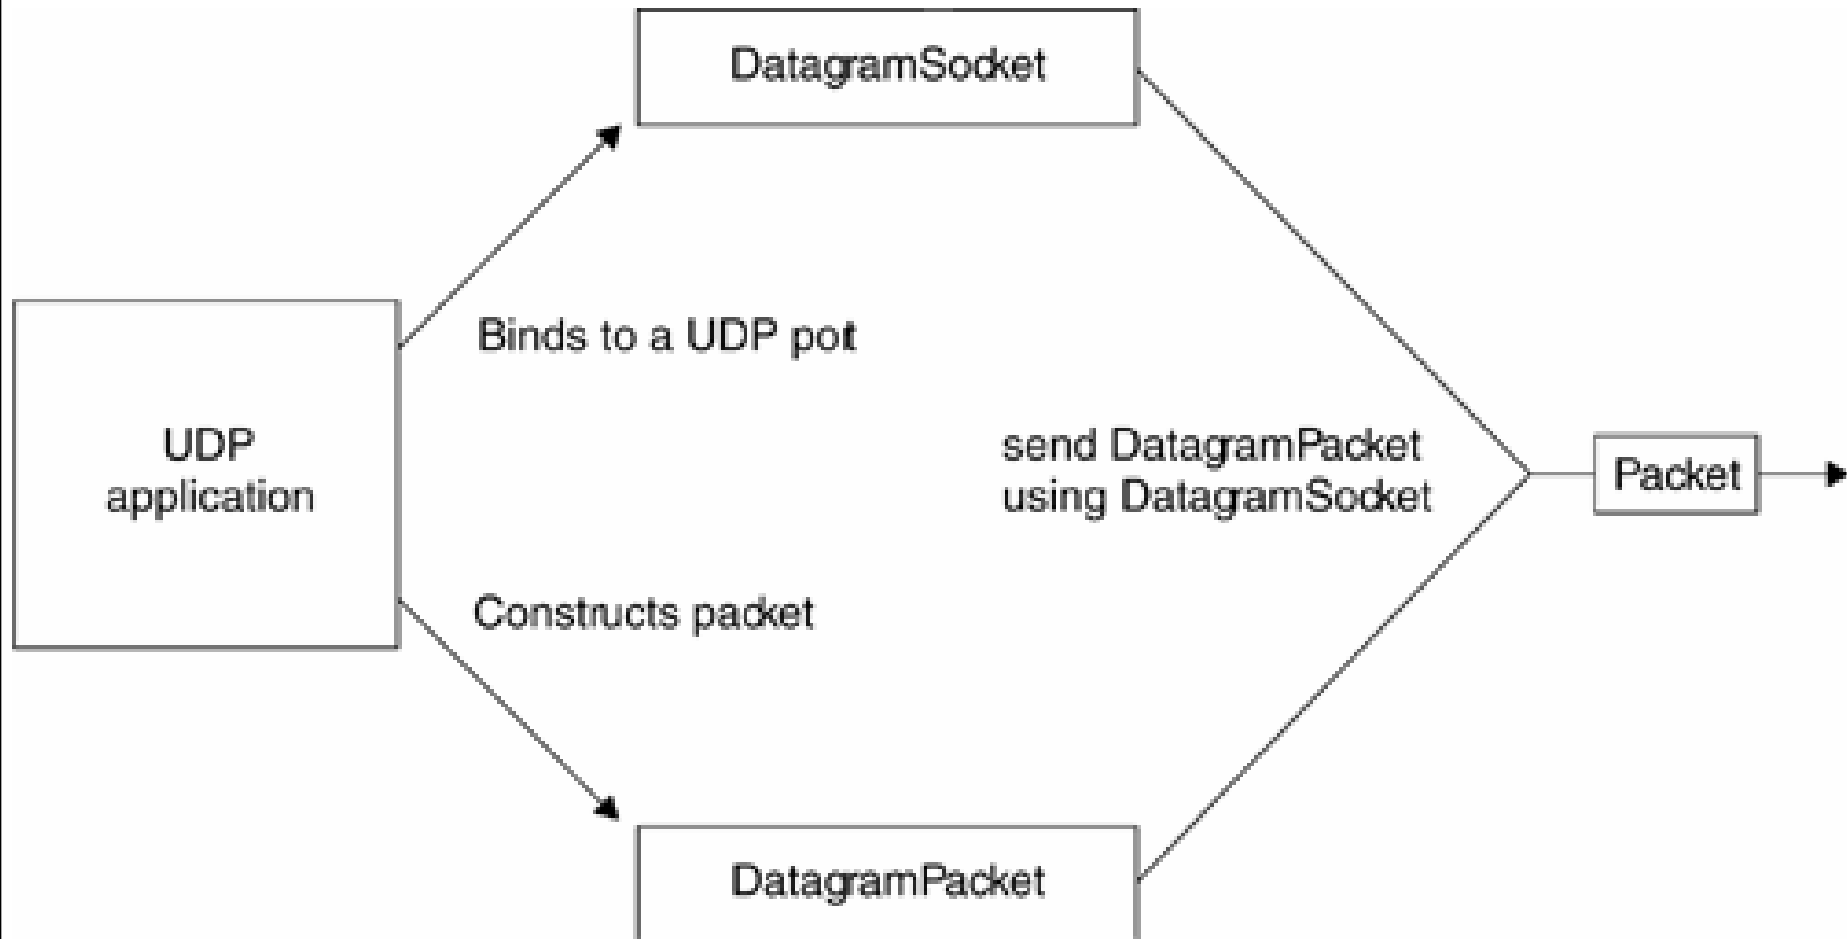 DatagramSocket
Binds to a UDP pot
UDP
application
send DatagramPacket
using DatagramSocket
Packet
Constructs packet
DatagramPacket